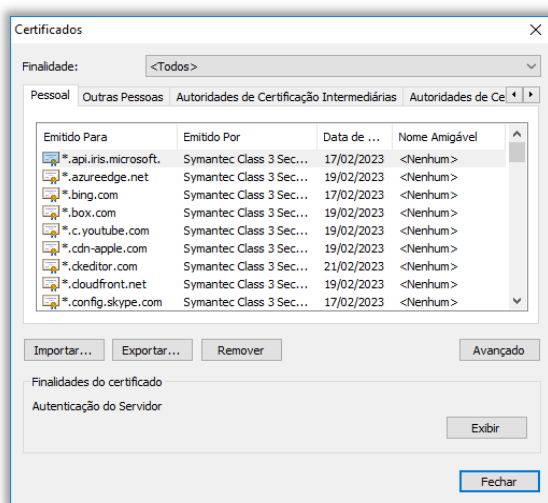 Certificados
Finalidade: <Todos>
Pessoal Outras Pessoas Autoridades de Certificação Intermediárias Autoridades de Ce
Emitido Para Emitido Por Data de ... Nome Amigável
*.api.iris.microsoft. Symantec Class 3 Sec... 17/02/2023 <Nenhum>
*.azureedge.net Symantec Class 3 Sec... 19/02/2023 <Nenhum>
*.bing.com Symantec Class 3 Sec... 17/02/2023 <Nenhum>
*.box.com Symantec Class 3 Sec... 19/02/2023 <Nenhum>
*.c.youtube.com Symantec Class 3 Sec... 19/02/2023 <Nenhum>
*.cdn-apple.com Symantec Class 3 Sec... 19/02/2023 <Nenhum>
*.ckeditor.com Symantec Class 3 Sec... 21/02/2023 <Nenhum>
*.cloudfront.net Symantec Class 3 Sec... 19/02/2023 <Nenhum>
*.config.skype.com Symantec Class 3 Sec... 17/02/2023 <Nenhum>
Importar... Exportar... Remover Avançado
Finalidades do certificado
Autenticação do Servidor
Exibir
Fechar